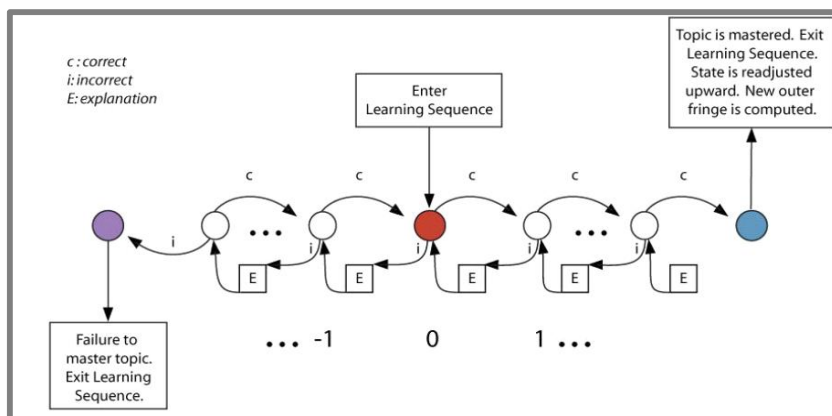 c : correct
i: incorrect
E: explanation
Enter
Learning Sequence
Topic is mastered. Exit
Learning Sequence.
State is readjusted
upward. New outer
fringe is computed.
c
c
c
c
...
...
i
i
i
i
i
E
E
E
E
E
Failure to
master topic.
Exit Learning
Sequence.
... -1 0 1 ...